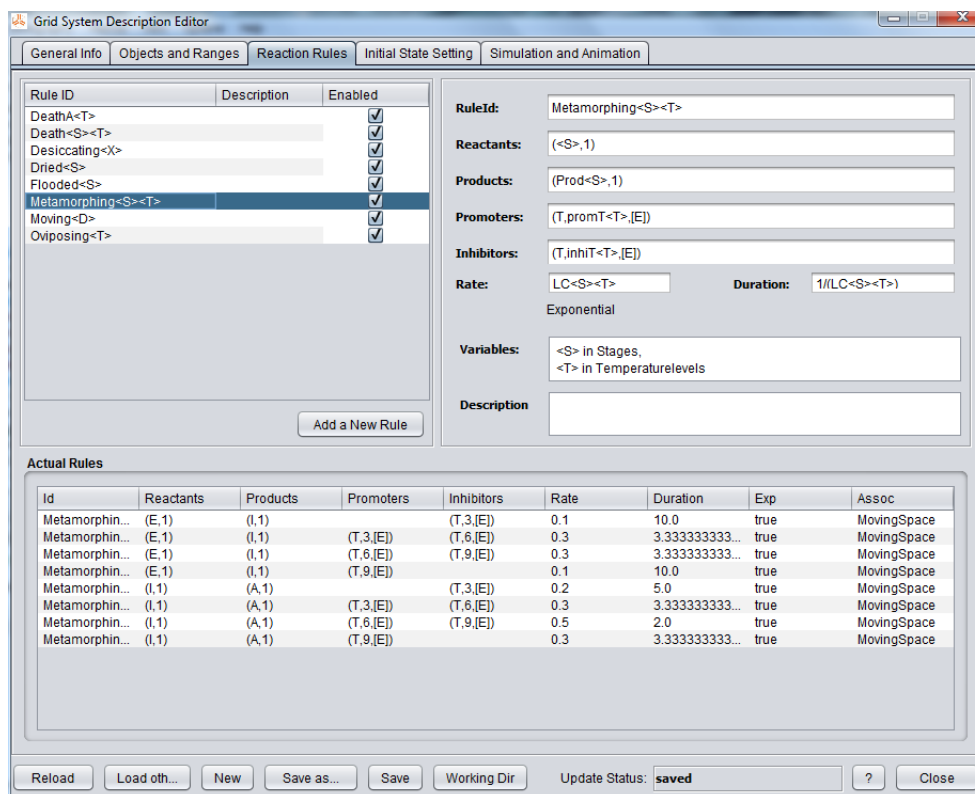 Grid System Description Editor
General Info Objects and Ranges Reaction Rules Initial State Setting Simulation and Animation
Rule ID Description Enabled
DeathA<T>
Death<S><T>
Desiccating<X>
Dried<S>
Flooded<S>
Metamorphing<S><T>
Moving<D>
Oviposing<T>
Add a New Rule
RuleId: Metamorphing<S><T>
Reactants: (<S>,1)
Products: (Prod<S>,1)
Promoters: (T,promT<T>,[E])
Inhibitors: (T,inhiT<T>,[E])
Rate: LC<S><T> Duration: 1/(LC<S><T>)
Exponential
Variables: <S> in Stages,
<T> in Temperaturelevels
Description
Actual Rules
Id Reactants Products Promoters Inhibitors Rate Duration Exp Assoc
Metamorphin... (E,1) (I,1) (T,3,[E]) 0.1 10.0 true MovingSpace
Metamorphin... (E,1) (I,1) (T,3,[E]) (T,6,[E]) 0.3 3.333333333... true MovingSpace
Metamorphin... (E,1) (I,1) (T,6,[E]) (T,9,[E]) 0.3 3.333333333... true MovingSpace
Metamorphin... (E,1) (I,1) (T,9,[E]) 0.1 10.0 true MovingSpace
Metamorphin... (I,1) (A,1) (T,3,[E]) 0.2 5.0 true MovingSpace
Metamorphin... (I,1) (A,1) (T,3,[E]) (T,6,[E]) 0.3 3.333333333... true MovingSpace
Metamorphin... (I,1) (A,1) (T,6,[E]) (T,9,[E]) 0.5 2.0 true MovingSpace
Metamorphin... (I,1) (A,1) (T,9,[E]) 0.3 3.333333333... true MovingSpace
Reload Load oth... New Save as... Save Working Dir Update Status: saved ? Close